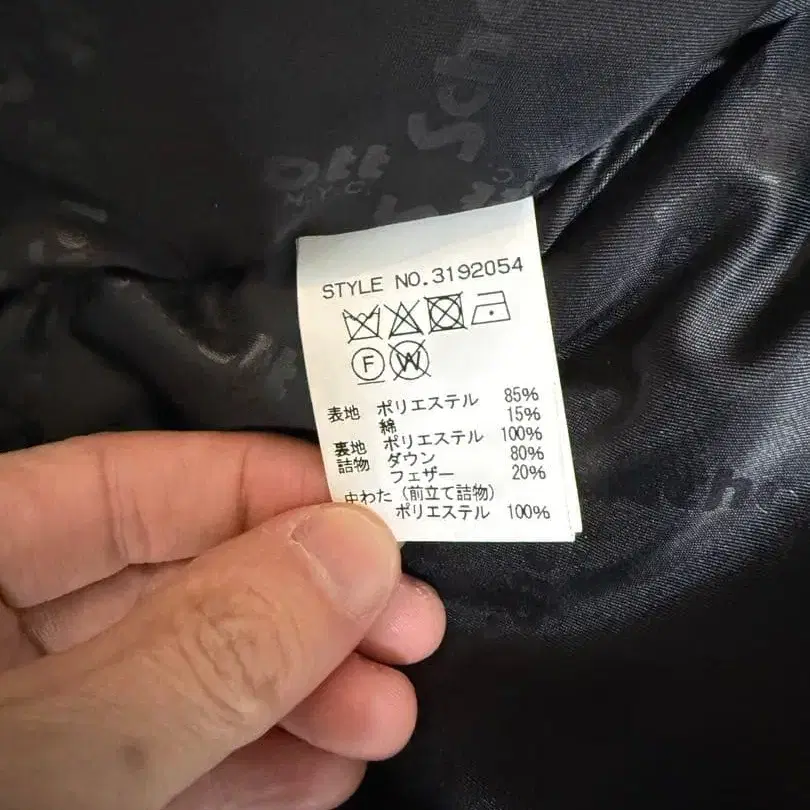 Sch
ott
N.Y.C.
STYLE NO.3192054
F
W
表地 ポリエステル 85%
綿 15%
裏地 ポリエステル 100%
詰物 ダウン 80%
フェザー 20%
中わた (前立て詰物)
ポリエステル 100%